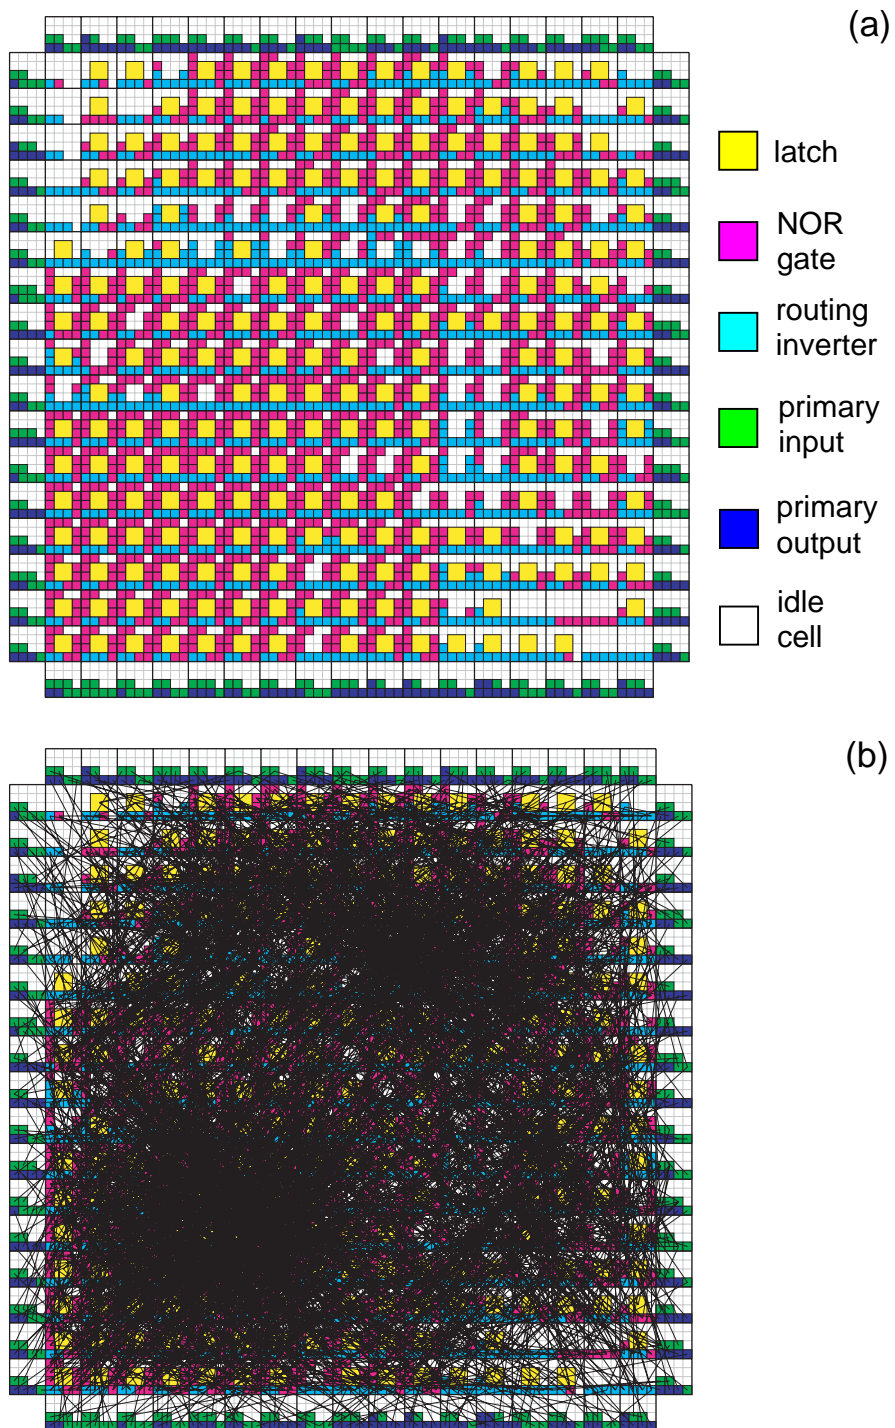 (a)
latch
NOR
gate
routing
inverter
primary
input
primary
output
idle
cell
(b)